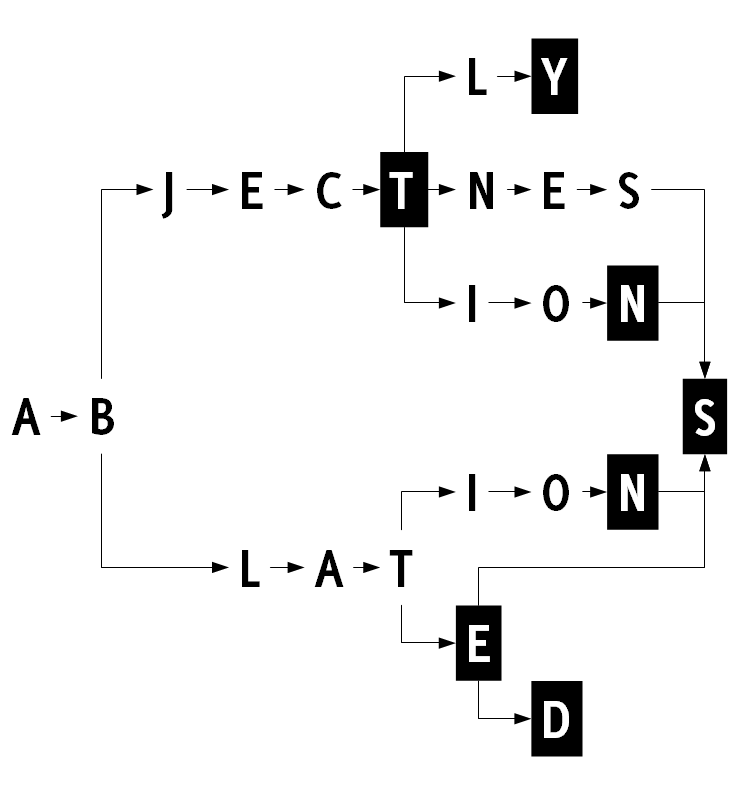 L Y
J E C T N E S
I O N
A B S
I O N
L A T
E
D